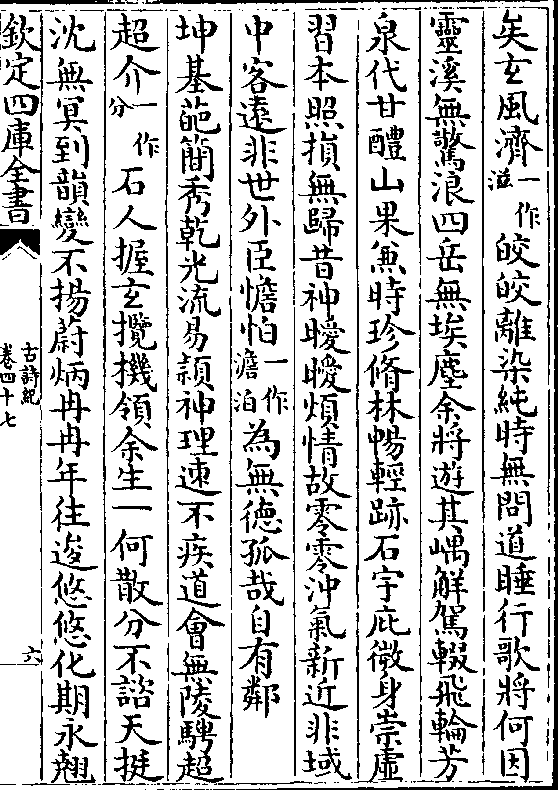 矣玄風濟一作滋皎皎離染純時無問道睡行歌將何因
靈溪無驚浪四岳無埃塵余將遊其嵎觧駕輟飛輪芳
泉代甘醴山果兼時珍脩林暢輕跡石宇庇微身崇虛
習本照損無歸昔神曖曖煩情故零零沖氣新近非域
中客遠非世外臣憺怕一作澹泊為無德孤哉自有鄰
坤基葩簡秀乾光流易頴神理速不疾道會無陵騁超
超介一作分石人握玄攬機領余生一何散分不諮天挺
沈無冥到韻變不揚蔚炳冉冉年往逡悠悠化期永翹
欽定四庫全書
古詩紀
卷四十七
六